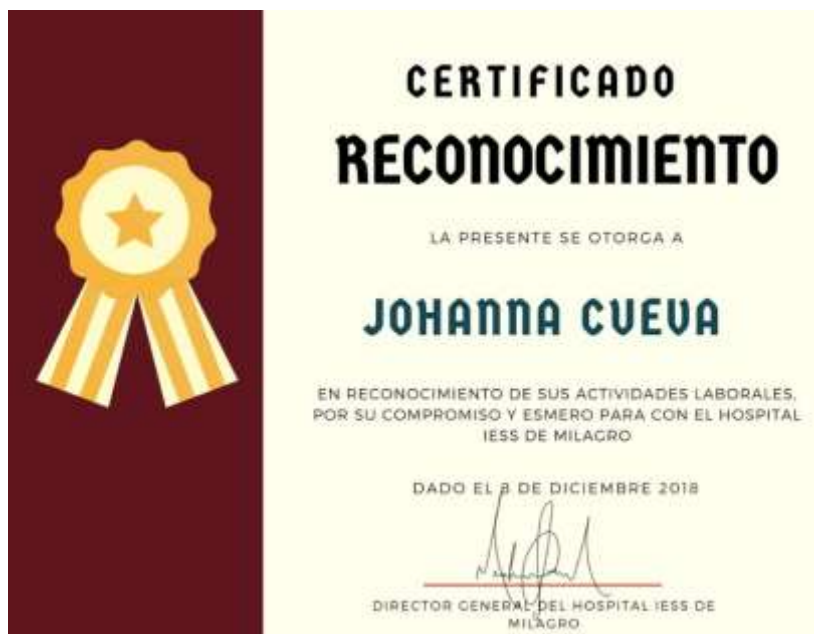 CERTIFICADO
RECONOCIMIENTO
LA PRESENTE SE OTORGA A
JOHANNA CUEVA
EN RECONOCIMIENTO DE SUS ACTIVIDADES LABORALES,
POR SU COMPROMISO Y ESMERO PARA CON EL HOSPITAL
IESS DE MILAGRO
DADO EL 8 DE DICIEMBRE 2018
DIRECTOR GENERAL DEL HOSPITAL IESS DE
MILAGRO